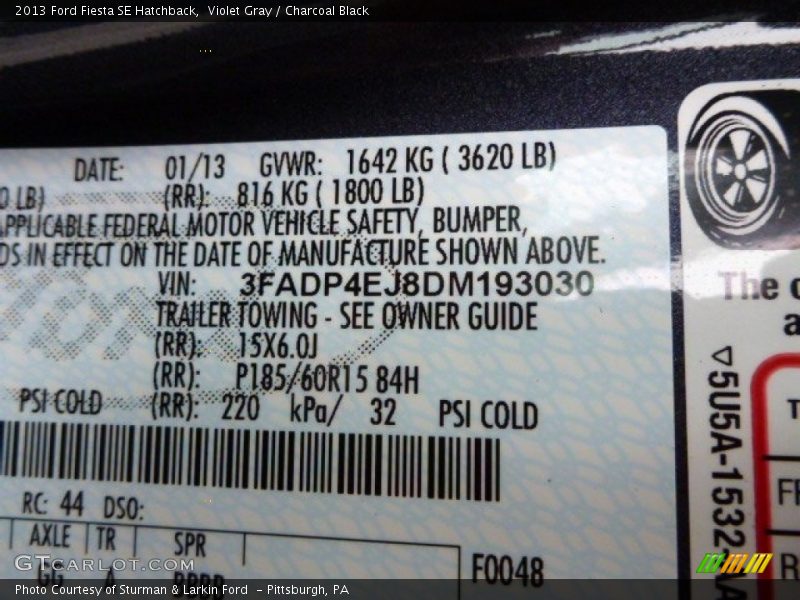 2013 Ford Fiesta SE Hatchback, Violet Gray / Charcoal Black
DATE: 01/13 GVWR: 1642 KG ( 3620 LB)
0 LB) (RR): 816 KG ( 1800 LB)
APPLICABLE FEDERAL MOTOR VEHICLE SAFETY, BUMPER,
DS IN EFFECT ON THE DATE OF MANUFACTURE SHOWN ABOVE.
VIN: 3FADP4EJ8DM193030
TRAILER TOWING - SEE OWNER GUIDE
(RR): 15X6.0J
(RR): P185/60R15 84H
PSI COLD (RR): 220 kPa/ 32 PSI COLD
RC: 44 DSO:
AXLE TR SPR
GG A
F0048
The
5U5A-1532
GTCarLot.com
Photo Courtesy of Sturman & Larkin Ford - Pittsburgh, PA